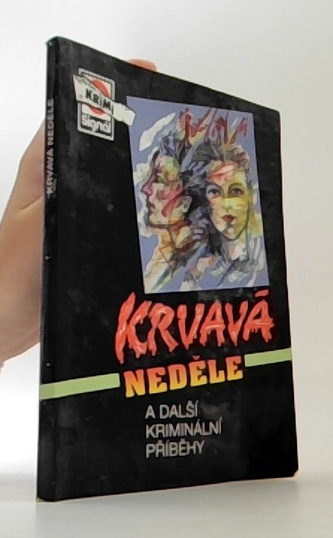 KRIM
Signál
KRVAVÁ NEDĚLE
KRVAVÁ
NEDĚLE
A DALŠÍ
KRIMINÁLNÍ
PŘÍBĚHY